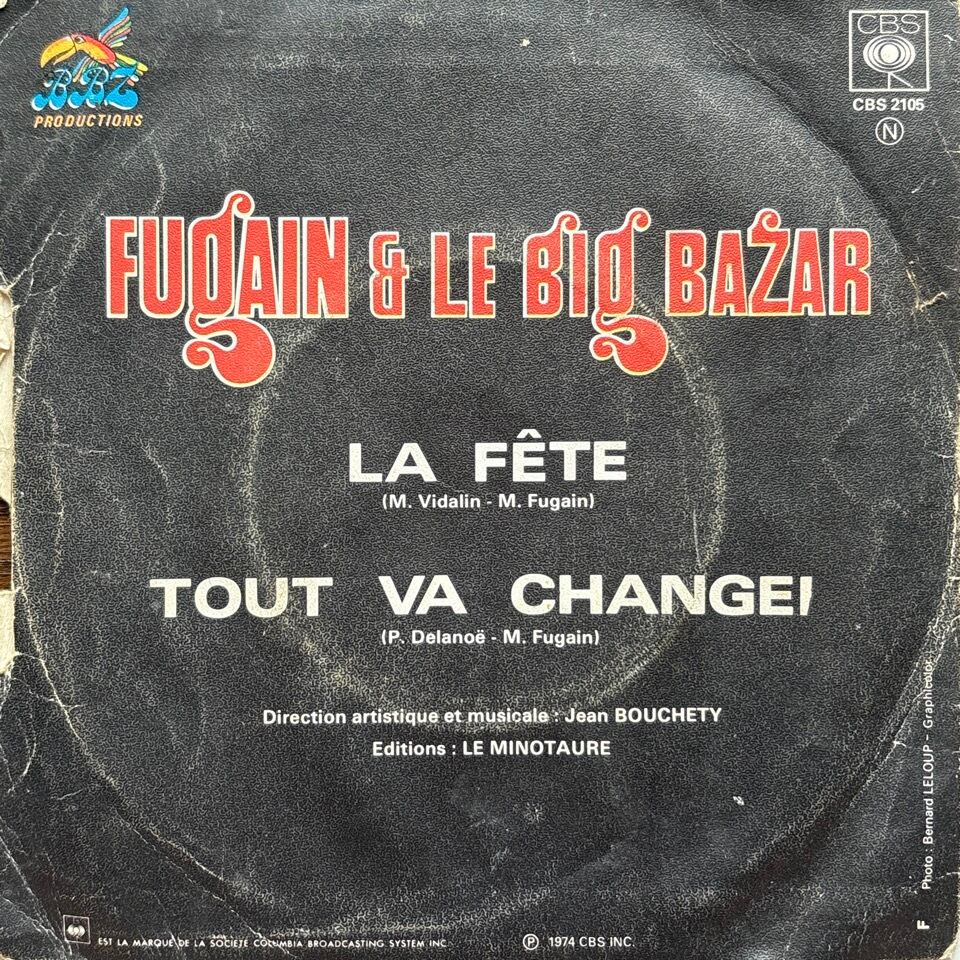 BBZ
PRODUCTIONS
CBS
CBS 2105
N
FUGAIN & LE BIG BAZAR
LA FÊTE
(M. Vidalin - M. Fugain)
TOUT VA CHANGEI
(P. Delanoë - M. Fugain)
Direction artistique et musicale : Jean BOUCHETY
Editions : LE MINOTAURE
Photo : Bernard LELOUP - Graphicolor
F
EST LA MARQUE DE LA SOCIETE COLUMBIA BROADCASTING SYSTEM INC
Ⓟ 1974 CBS INC.